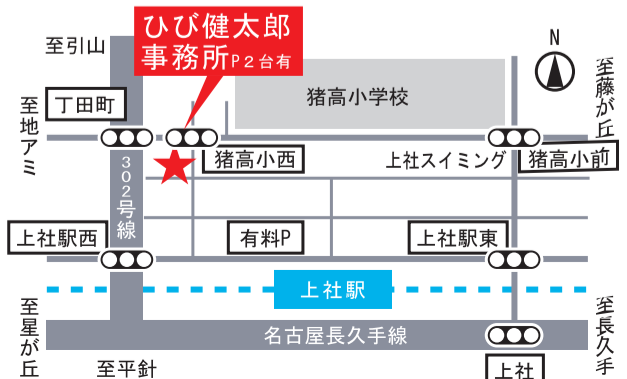 至引山
ひび健太郎
事務所P2台有
N
至藤が丘
猪高小学校
丁田町
至地アミ
猪高小西
上社スイミング
猪高小前
302号線
上社駅西
有料P
上社駅東
上社駅
至星が丘
名古屋長久手線
至長久手
至平針
上社